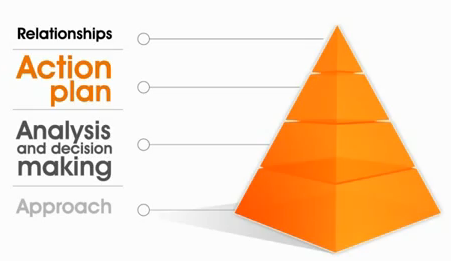 Relationships
Action
plan
Analysis
and decision
making
Approach